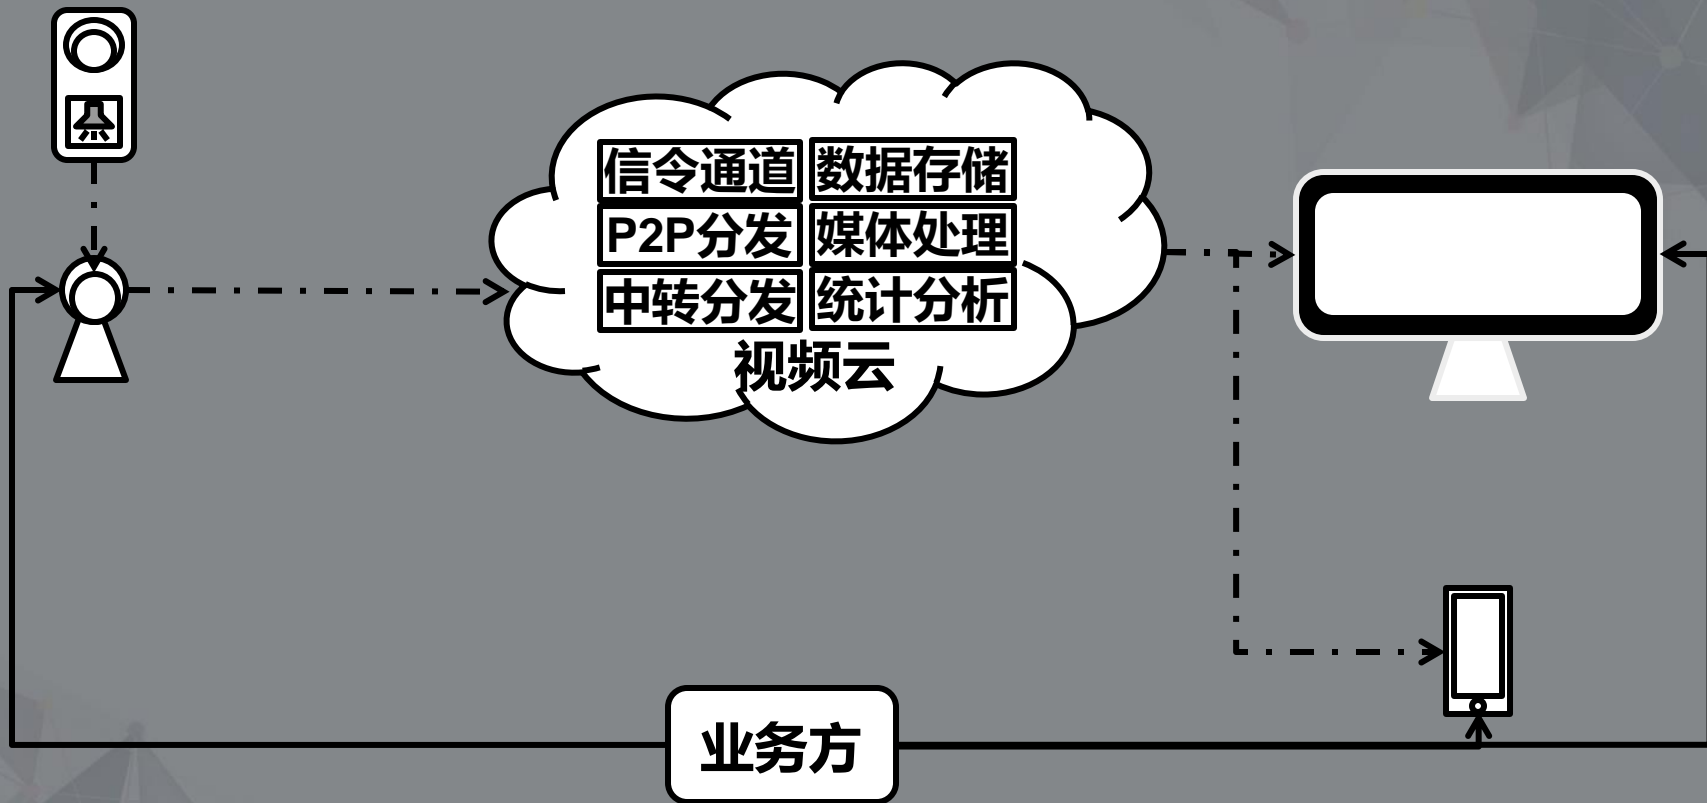 信令通道 数据存储
P2P分发 媒体处理
中转分发 统计分析
视频云
业务方